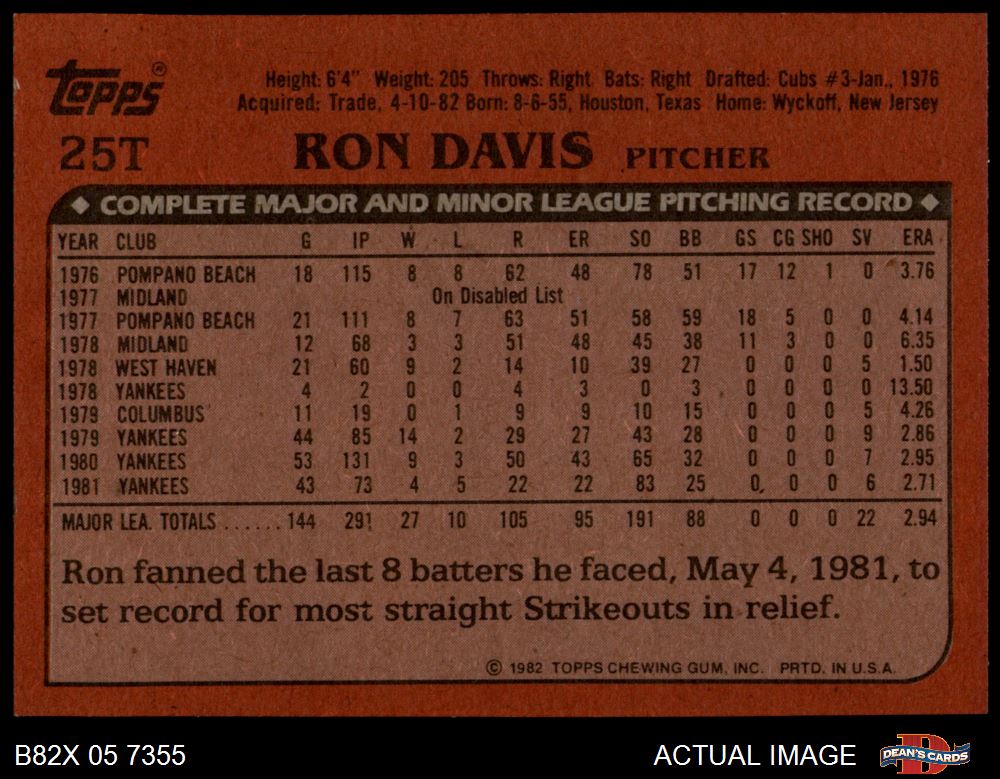 Topps®
Height: 6'4" Weight: 205 Throws: Right Bats: Right Drafted: Cubs #3-Jan., 1976
Acquired: Trade, 4-10-82 Born: 8-6-55, Houston, Texas Home: Wyckoff, New Jersey
25T RON DAVIS PITCHER
◆ COMPLETE MAJOR AND MINOR LEAGUE PITCHING RECORD ◆
YEAR CLUB G IP W L R ER SO BB GS CG SHO SV ERA
1976 POMPANO BEACH 18 115 8 8 62 48 78 51 17 12 1 0 3.76
1977 MIDLAND On Disabled List
1977 POMPANO BEACH 21 111 8 7 63 51 58 59 18 5 0 0 4.14
1978 MIDLAND 12 68 3 3 51 48 45 38 11 3 0 0 6.35
1978 WEST HAVEN 21 60 9 2 14 10 39 27 0 0 0 5 1.50
1978 YANKEES 4 2 0 0 4 3 0 3 0 0 0 0 13.50
1979 COLUMBUS 11 19 0 1 9 9 10 15 0 0 0 5 4.26
1979 YANKEES 44 85 14 2 29 27 43 28 0 0 0 9 2.86
1980 YANKEES 53 131 9 3 50 43 65 32 0 0 0 7 2.95
1981 YANKEES 43 73 4 5 22 22 83 25 0 0 0 6 2.71
MAJOR LEA. TOTALS ...... 144 291 27 10 105 95 191 88 0 0 0 22 2.94
Ron fanned the last 8 batters he faced, May 4, 1981, to
set record for most straight Strikeouts in relief.
© 1982 TOPPS CHEWING GUM, INC. PRTD. IN U.S.A.
B82X 05 7355 ACTUAL IMAGE DEAN'S CARDS